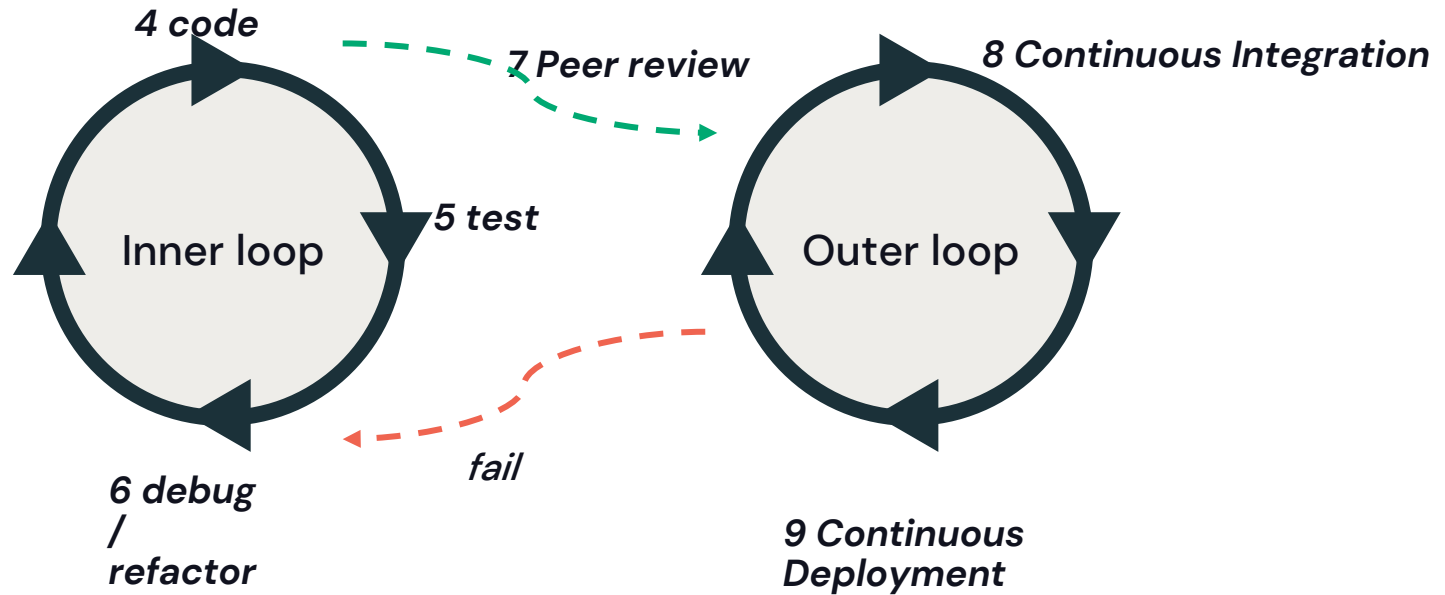 4 code
7 Peer review
8 Continuous Integration
5 test
Inner loop
Outer loop
fail
6 debug
/
refactor
9 Continuous
Deployment